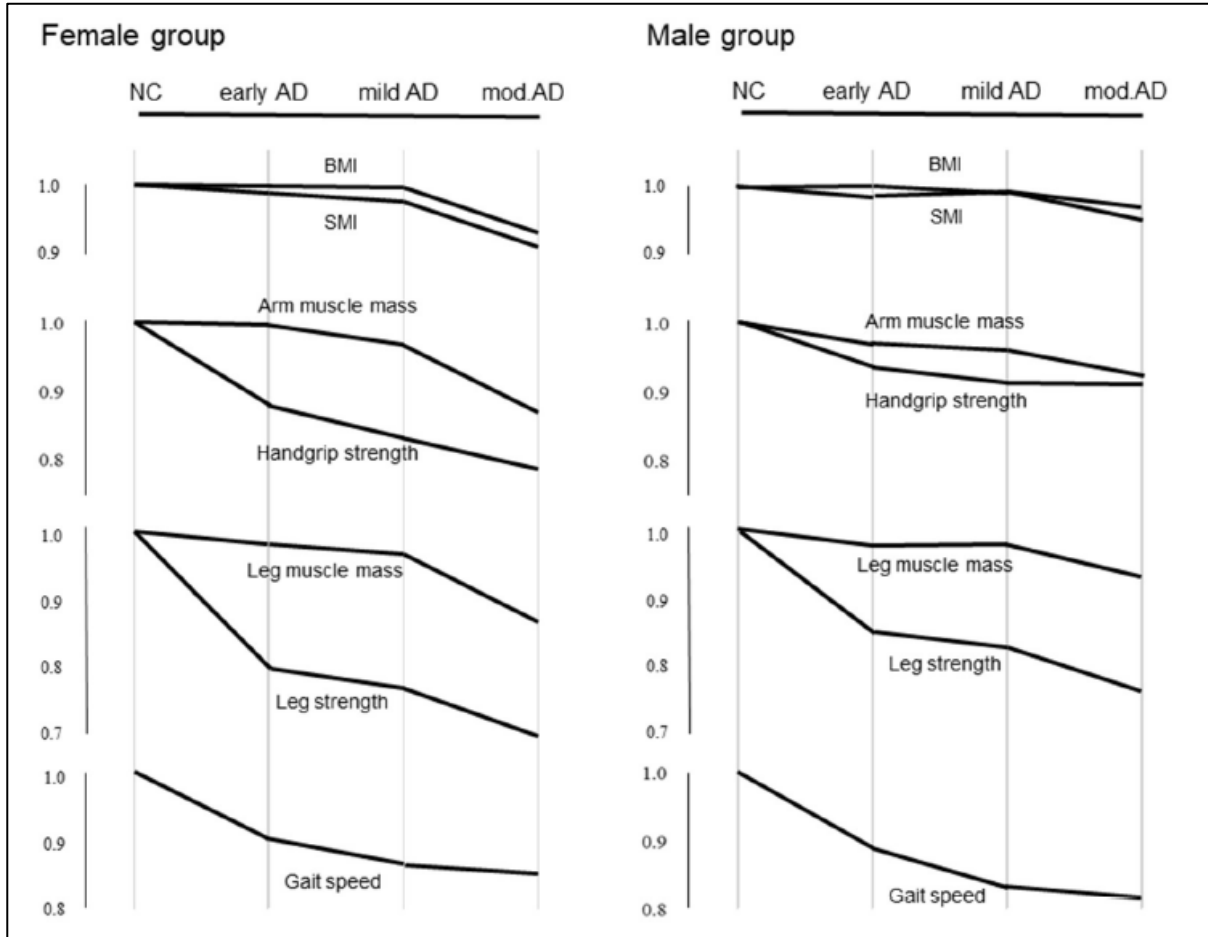 Female group
NC early AD mild AD mod.AD
BMI
1.0
SMI
0.9
Arm muscle mass
1.0
0.9
Handgrip strength
0.8
1.0
Leg muscle mass
0.9
0.8
Leg strength
0.7
1.0
0.9
Gait speed
0.8
Male group
NC early AD mild AD mod.AD
BMI
1.0
SMI
0.9
Arm muscle mass
1.0
0.9
Handgrip strength
0.8
1.0
Leg muscle mass
0.9
0.8
Leg strength
0.7
1.0
0.9
Gait speed
0.8